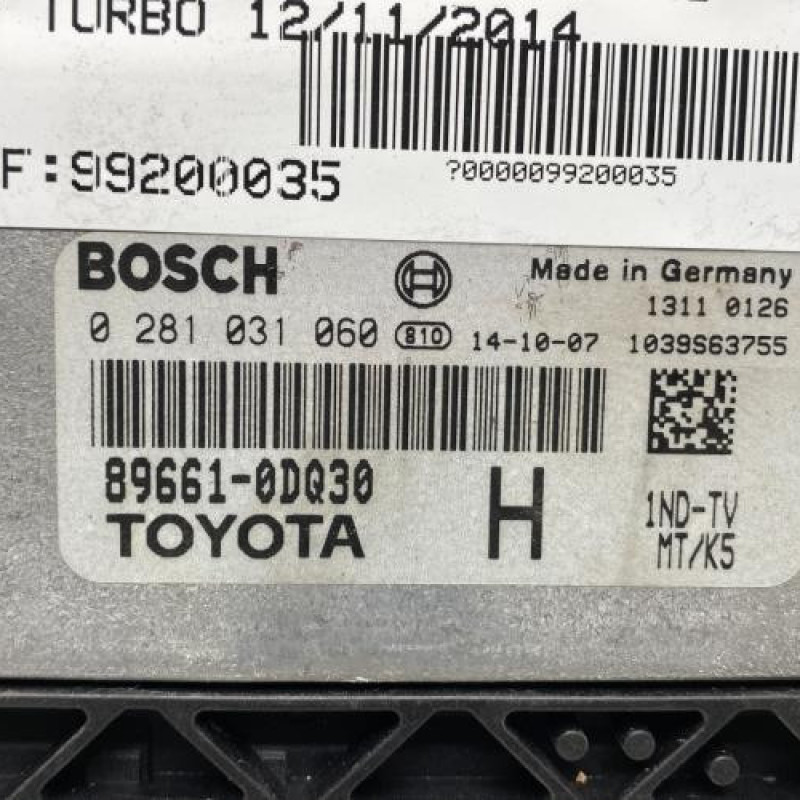 TURBO 12/11/2014
F:99200035
?0000099200035
BOSCH
Made in Germany
1311 0126
0 281 031 060 810 14-10-07 1039S63755
89661-0DQ30
TOYOTA
H
1ND-TV
MT/K5